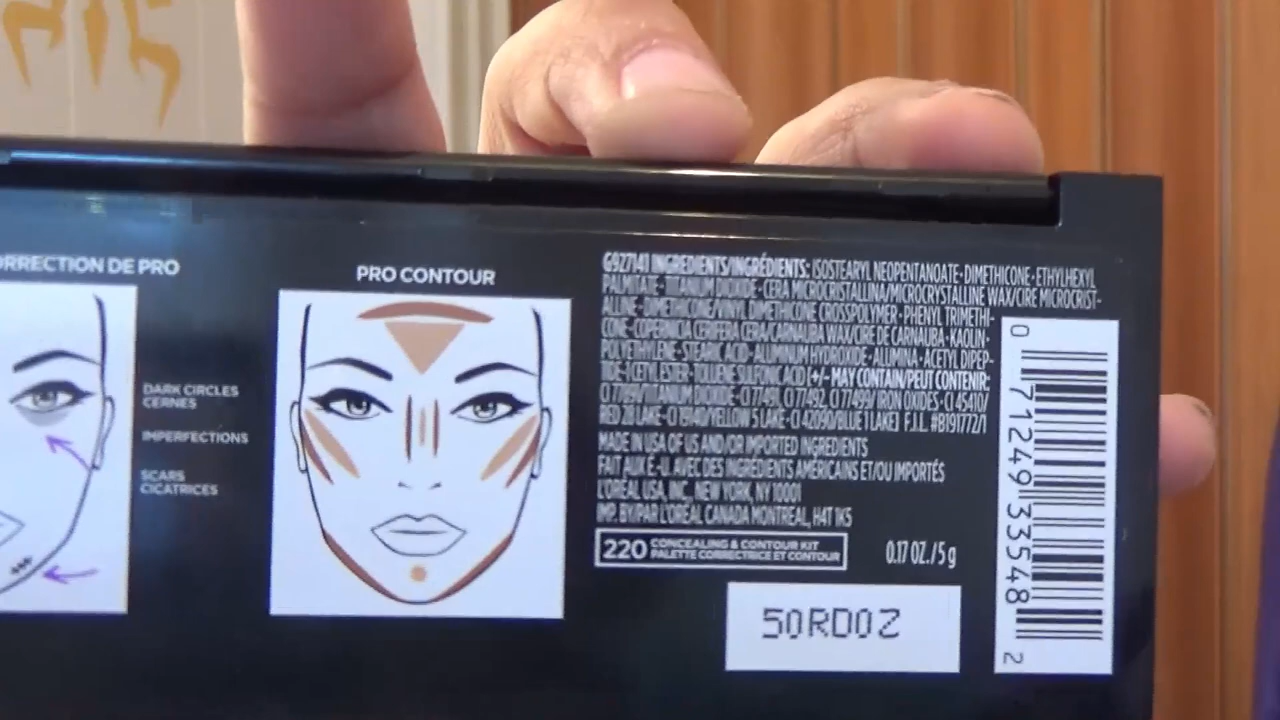 ORRECTION DE PRO
DARK CIRCLES
CERNES
IMPERFECTIONS
SCARS
CICATRICES
PRO CONTOUR
G927141 INGREDIENTS/INGRÉDIENTS: ISOSTEARYL NEOPENTANOATE • DIMETHICONE • ETHYLHEXYL
PALMITATE • TITANIUM DIOXIDE • CERA MICROCRISTALLINA/MICROCRYSTALLINE WAX/CIRE MICROCRIST-
ALLINE • DIMETHICONE/VINYL DIMETHICONE CROSSPOLYMER • PHENYL TRIMETHI-
CONE • COPERNICIA CERIFERA CERA/CARNAUBA WAX/CIRE DE CARNAUBA • KAOLIN •
POLYETHYLENE • STEARIC ACID • ALUMINUM HYDROXIDE • ALUMINA • ACETYL DIPEP-
TIDE-1 CETYL ESTER • TOLUENE SULFONIC ACID [+/- MAY CONTAIN/PEUT CONTENIR:
CI 77891/TITANIUM DIOXIDE • CI 77491, CI 77492, CI 77499/ IRON OXIDES • CI 45410/
RED 28 LAKE • CI 19140/YELLOW 5 LAKE • CI 42090/BLUE 1 LAKE] F.I.L. #B191772/1
MADE IN USA OF US AND/OR IMPORTED INGREDIENTS
FAIT AUX É.-U. AVEC DES INGRÉDIENTS AMÉRICAINS ET/OU IMPORTÉS
L'ORÉAL USA, INC., NEW YORK, NY 10001
IMP. BY/PAR L'ORÉAL CANADA MONTREAL, H4T 1K5
220 CONCEALING & CONTOUR KIT
PALETTE CORRECTRICE ET CONTOUR
0.17 OZ./5 g
50RD0Z
0 71249 33548 2